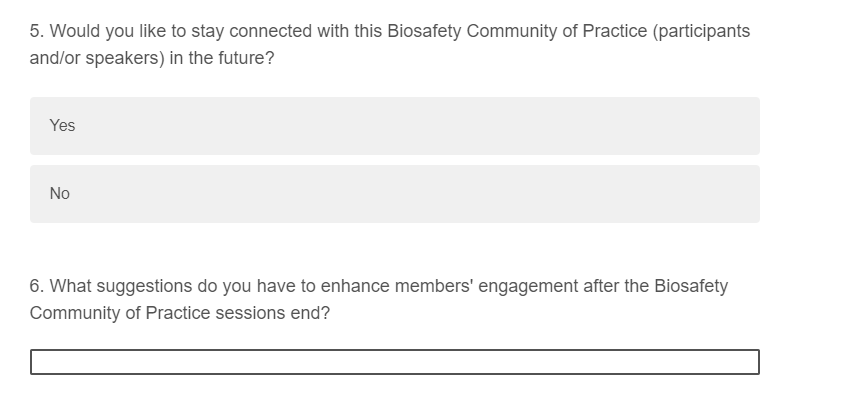 5. Would you like to stay connected with this Biosafety Community of Practice (participants
and/or speakers) in the future?
Yes
No
6. What suggestions do you have to enhance members' engagement after the Biosafety
Community of Practice sessions end?